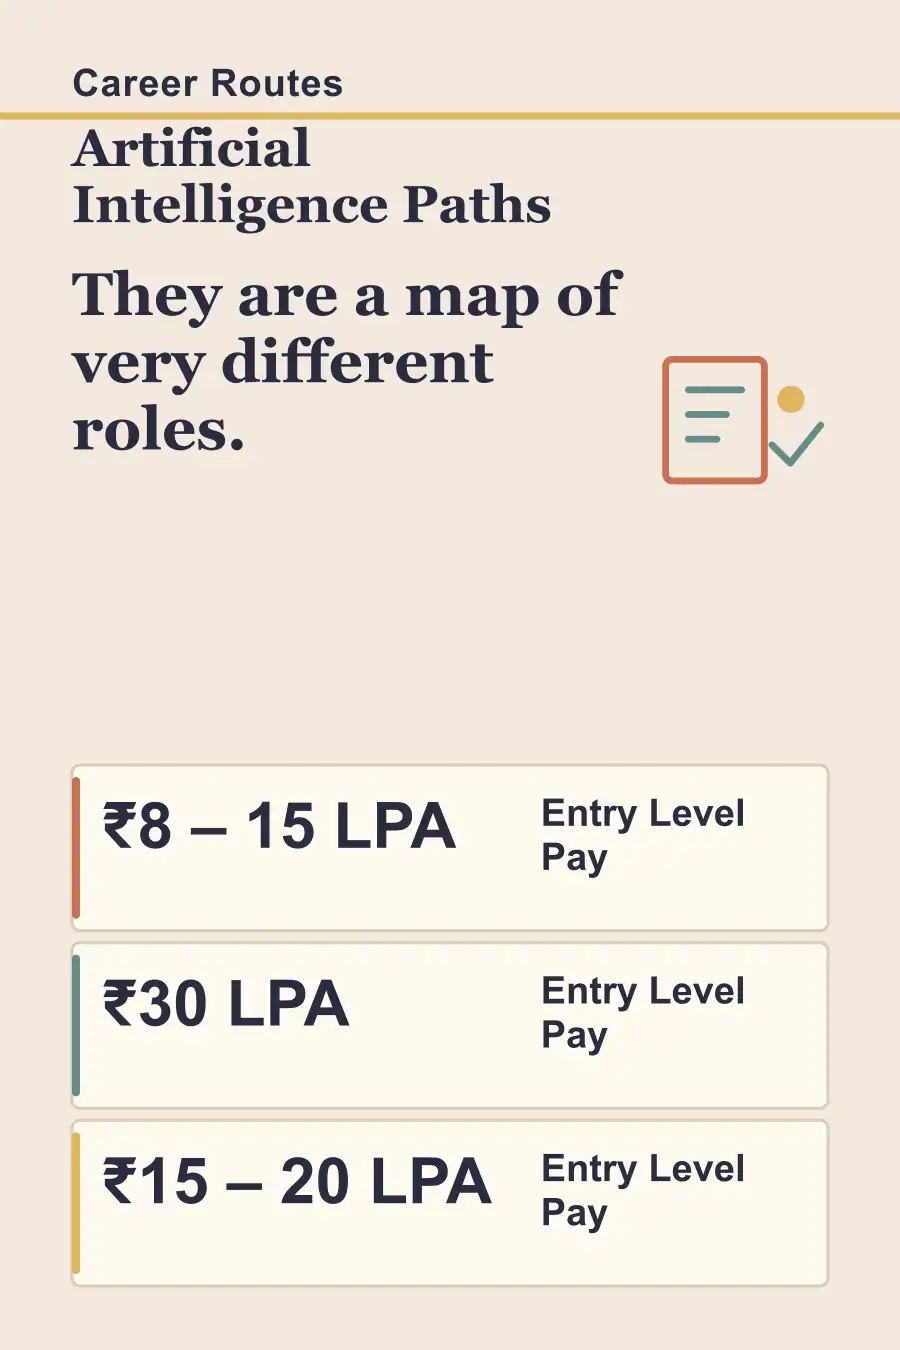 Career Routes
Artificial
Intelligence Paths
They are a map of
very different
roles.
₹8 – 15 LPA
Entry Level
Pay
₹30 LPA
Entry Level
Pay
₹15 – 20 LPA
Entry Level
Pay